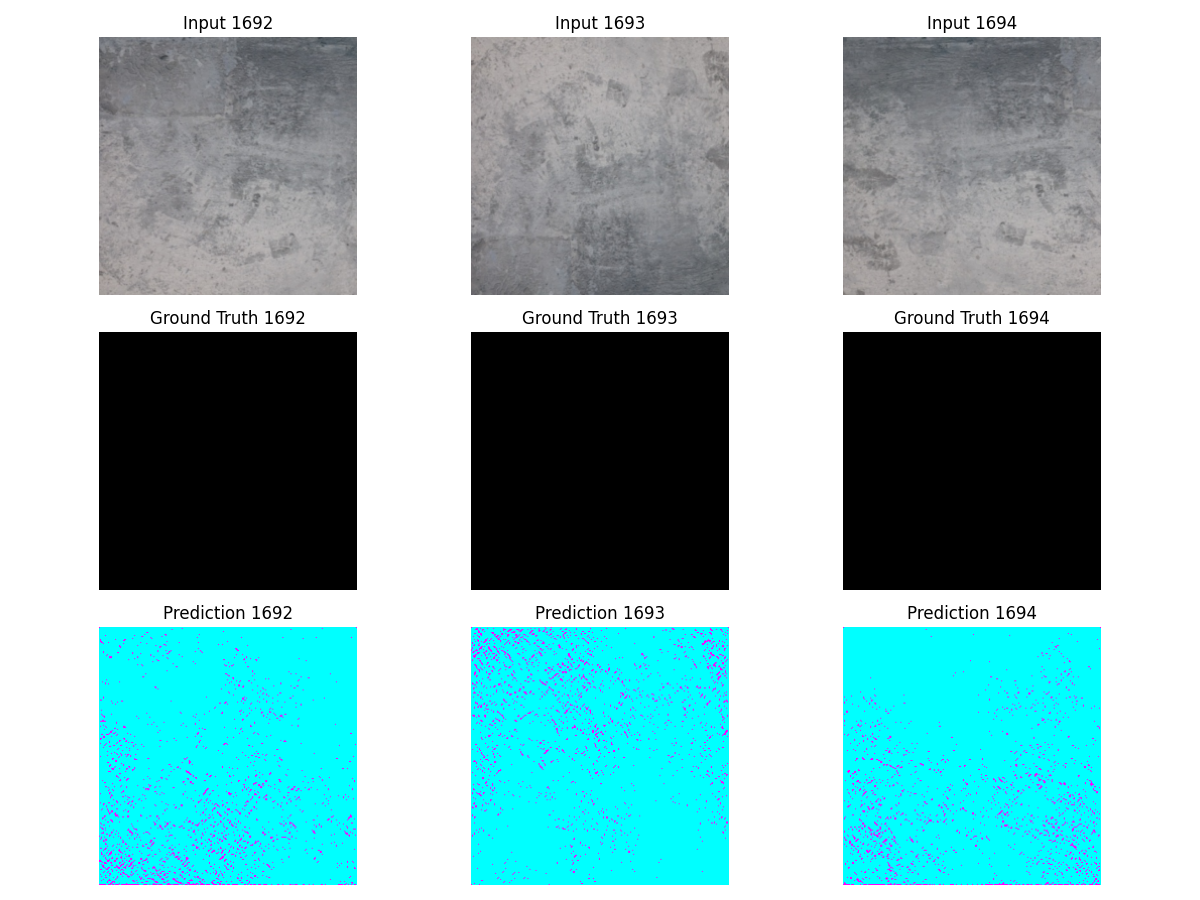 Input 1692
Input 1693
Input 1694
Ground Truth 1692
Ground Truth 1693
Ground Truth 1694
Prediction 1692
Prediction 1693
Prediction 1694